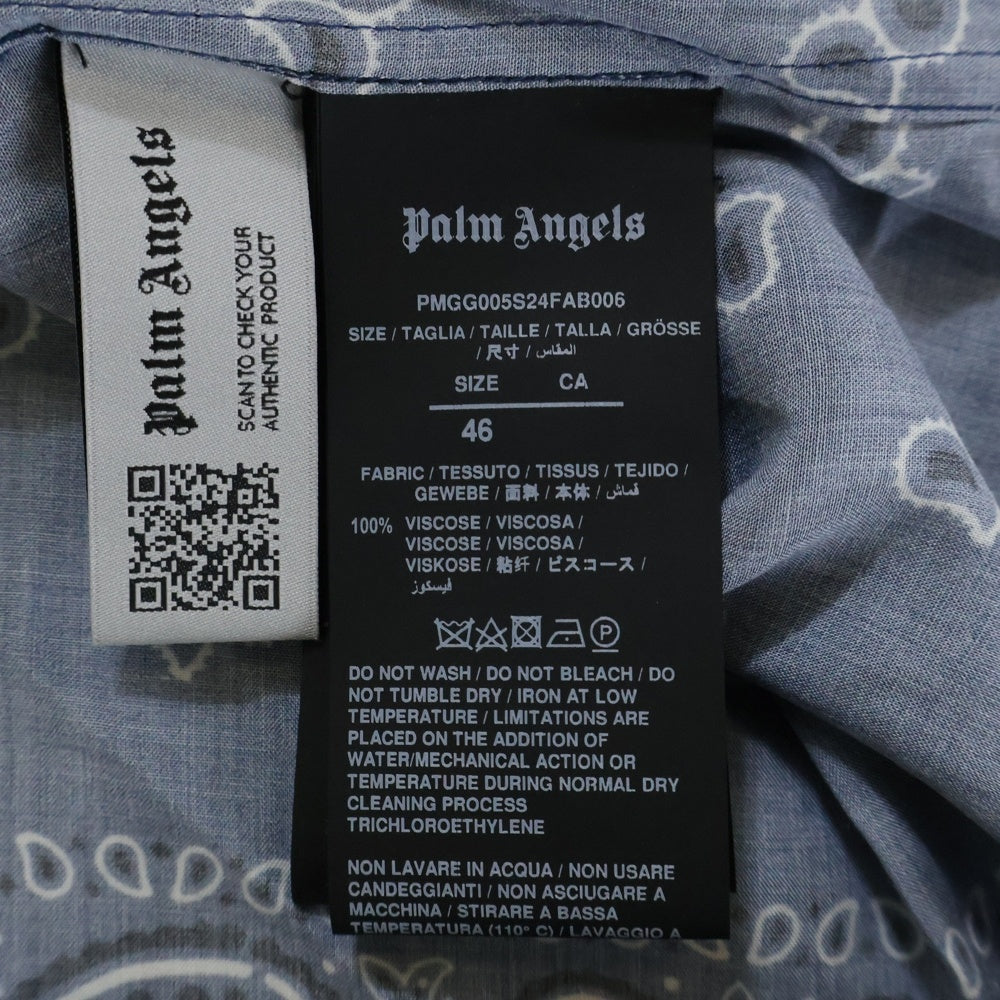 Palm Angels
SCAN TO CHECK YOUR
AUTHENTIC PRODUCT
Palm Angels
PMGG005S24FAB006
SIZE / TAGLIA / TAILLE / TALLA / GRÖSSE
/ 尺寸 / المقاس
SIZE CA
46
FABRIC / TESSUTO / TISSUS / TEJIDO /
GEWEBE / 面料 / 本体 / قماش
100% VISCOSE / VISCOSA /
VISCOSE / VISCOSA /
VISKOSE / 粘纤 / ビスコース /
فيسكوز
P
DO NOT WASH / DO NOT BLEACH / DO
NOT TUMBLE DRY / IRON AT LOW
TEMPERATURE / LIMITATIONS ARE
PLACED ON THE ADDITION OF
WATER/MECHANICAL ACTION OR
TEMPERATURE DURING NORMAL DRY
CLEANING PROCESS
TRICHLOROETHYLENE
NON LAVARE IN ACQUA / NON USARE
CANDEGGIANTI / NON ASCIUGARE A
MACCHINA / STIRARE A BASSA
TEMPERATURA (110° C) / LAVAGGIO A